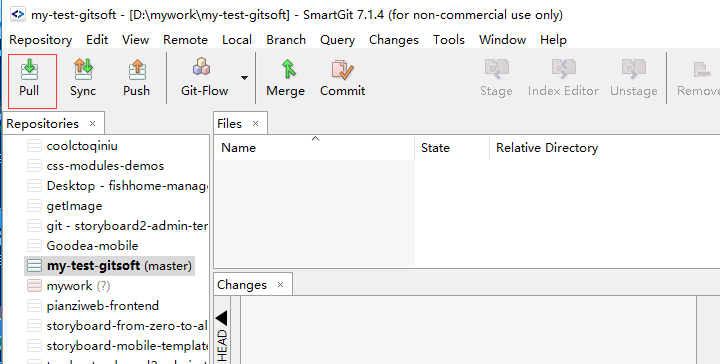 my-test-gitsoft - [D:\mywork\my-test-gitsoft] - SmartGit 7.1.4 (for non-commercial use only)
Repository Edit View Remote Local Branch Query Changes Tools Window Help
Pull Sync Push Git-Flow Merge Commit Stage Index Editor Unstage Remove
Repositories
Files
Name State Relative Directory
coolctoqiniu
css-modules-demos
Desktop - fishhome-manag
getImage
git - storyboard2-admin-ter
Goodea-mobile
my-test-gitsoft (master)
mywork (?)
pianziweb-frontend
storyboard-from-zero-to-al
storyboard-mobile-template
Changes
HEAD